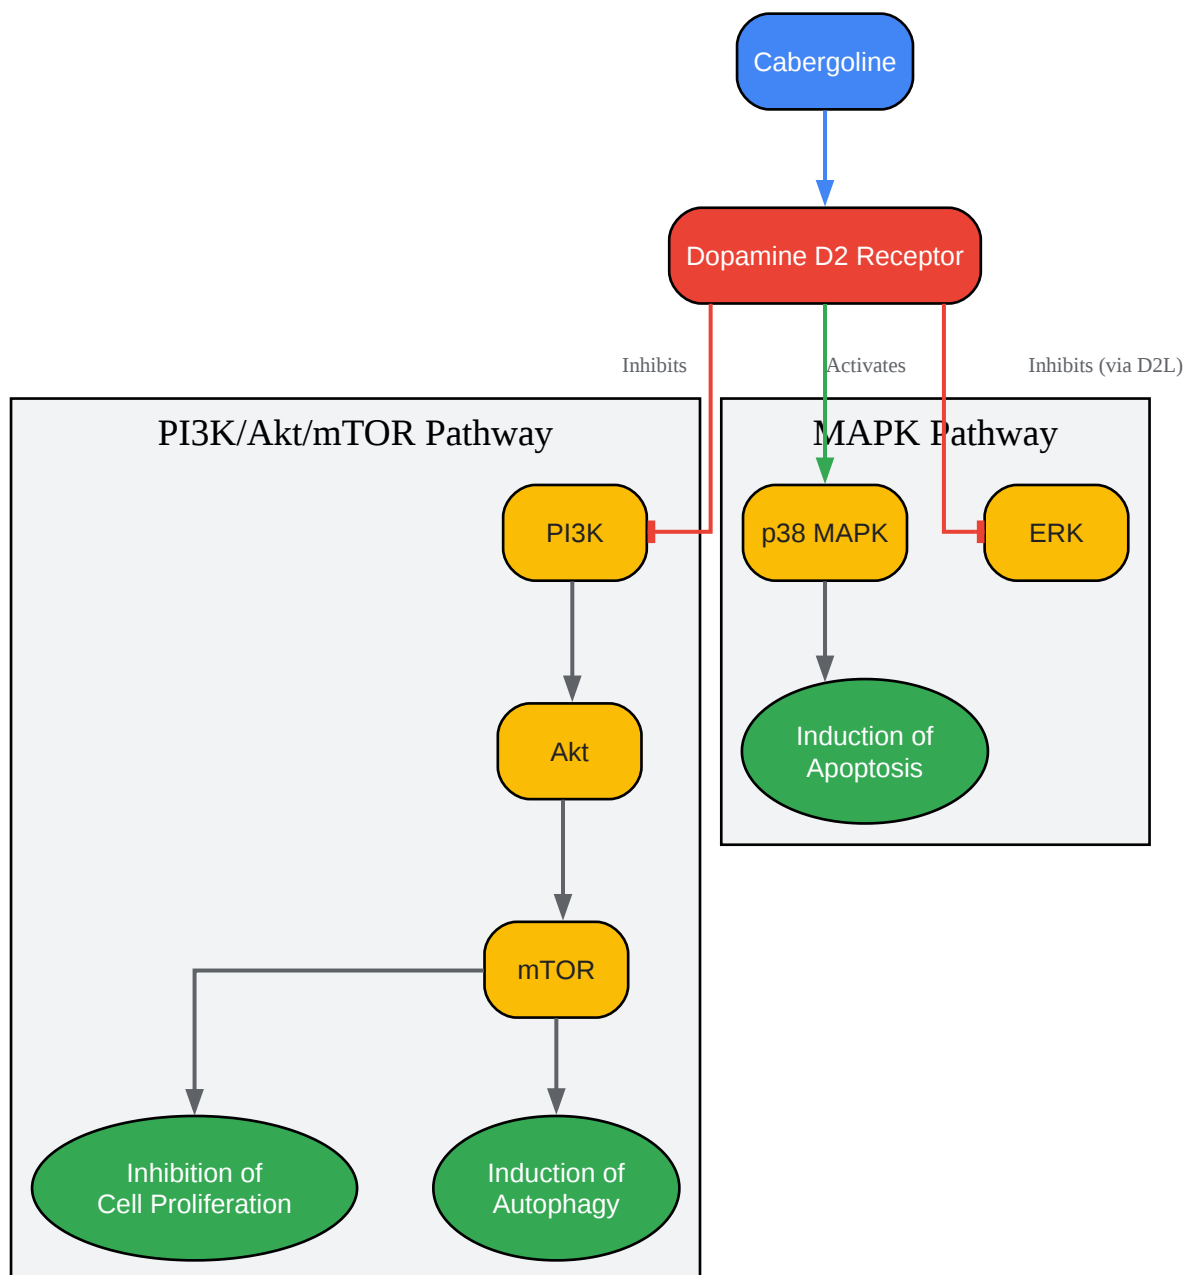 Cabergoline
Dopamine D2 Receptor
Inhibits
Activates
Inhibits (via D2L)
PI3K/Akt/mTOR Pathway
MAPK Pathway
PI3K
p38 MAPK
ERK
Akt
Induction of
Apoptosis
mTOR
Inhibition of
Cell Proliferation
Induction of
Autophagy